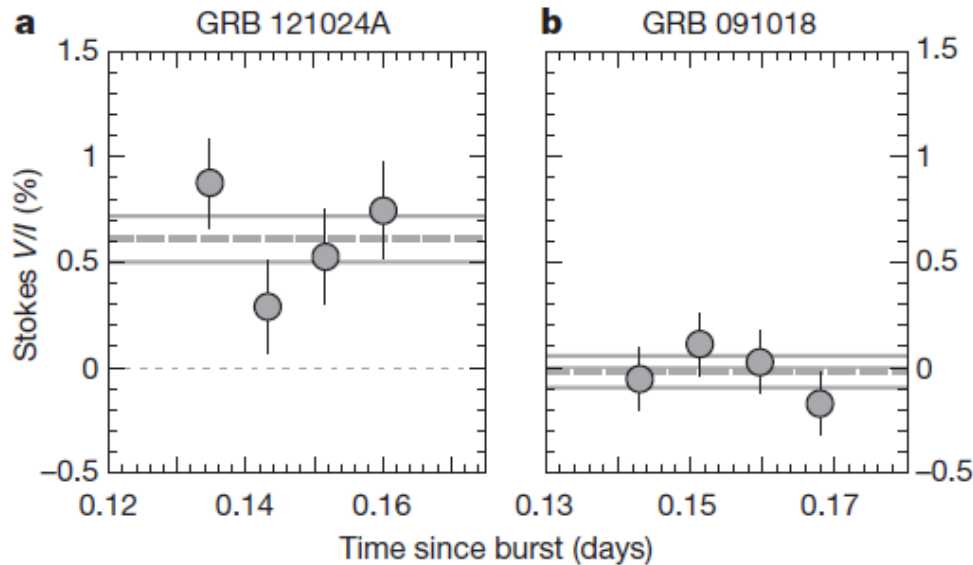 a GRB 121024A
b GRB 091018
Stokes V/I (%)
1.5
1
0.5
0
−0.5
0.12 0.14 0.16
1.5
1
0.5
0
−0.5
0.13 0.15 0.17
Time since burst (days)